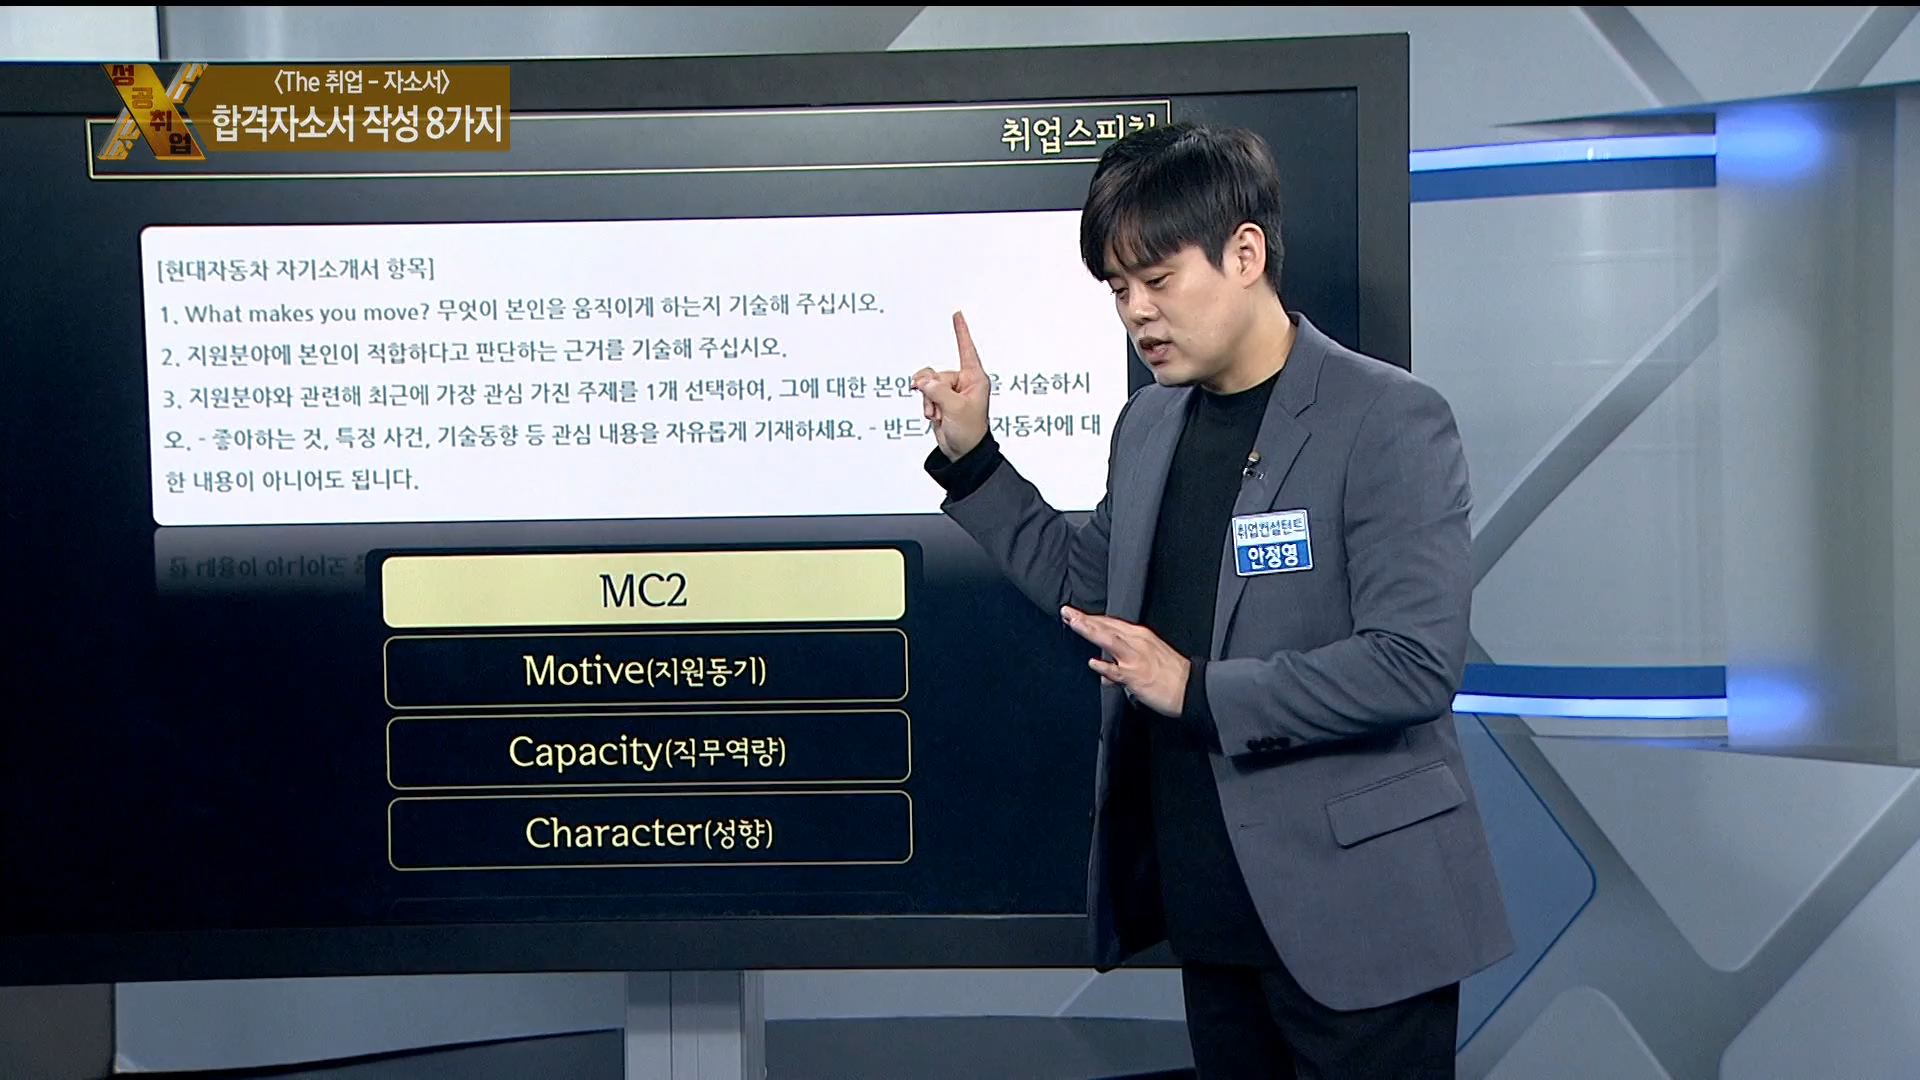 성공취업
〈The 취업 – 자소서〉
합격자소서 작성 8가지
취업스피치
[현대자동차 자기소개서 항목]
1. What makes you move? 무엇이 본인을 움직이게 하는지 기술해 주십시오.
2. 지원분야에 본인이 적합하다고 판단하는 근거를 기술해 주십시오.
3. 지원분야와 관련해 최근에 가장 관심 가진 주제를 1개 선택하여, 그에 대한 본인 을 서술하시
오. - 좋아하는 것, 특정 사건, 기술동향 등 관심 내용을 자유롭게 기재하세요. - 반드시 자동차에 대
한 내용이 아니어도 됩니다.
MC2
Motive(지원동기)
Capacity(직무역량)
Character(성향)
취업컨설턴트
안정영